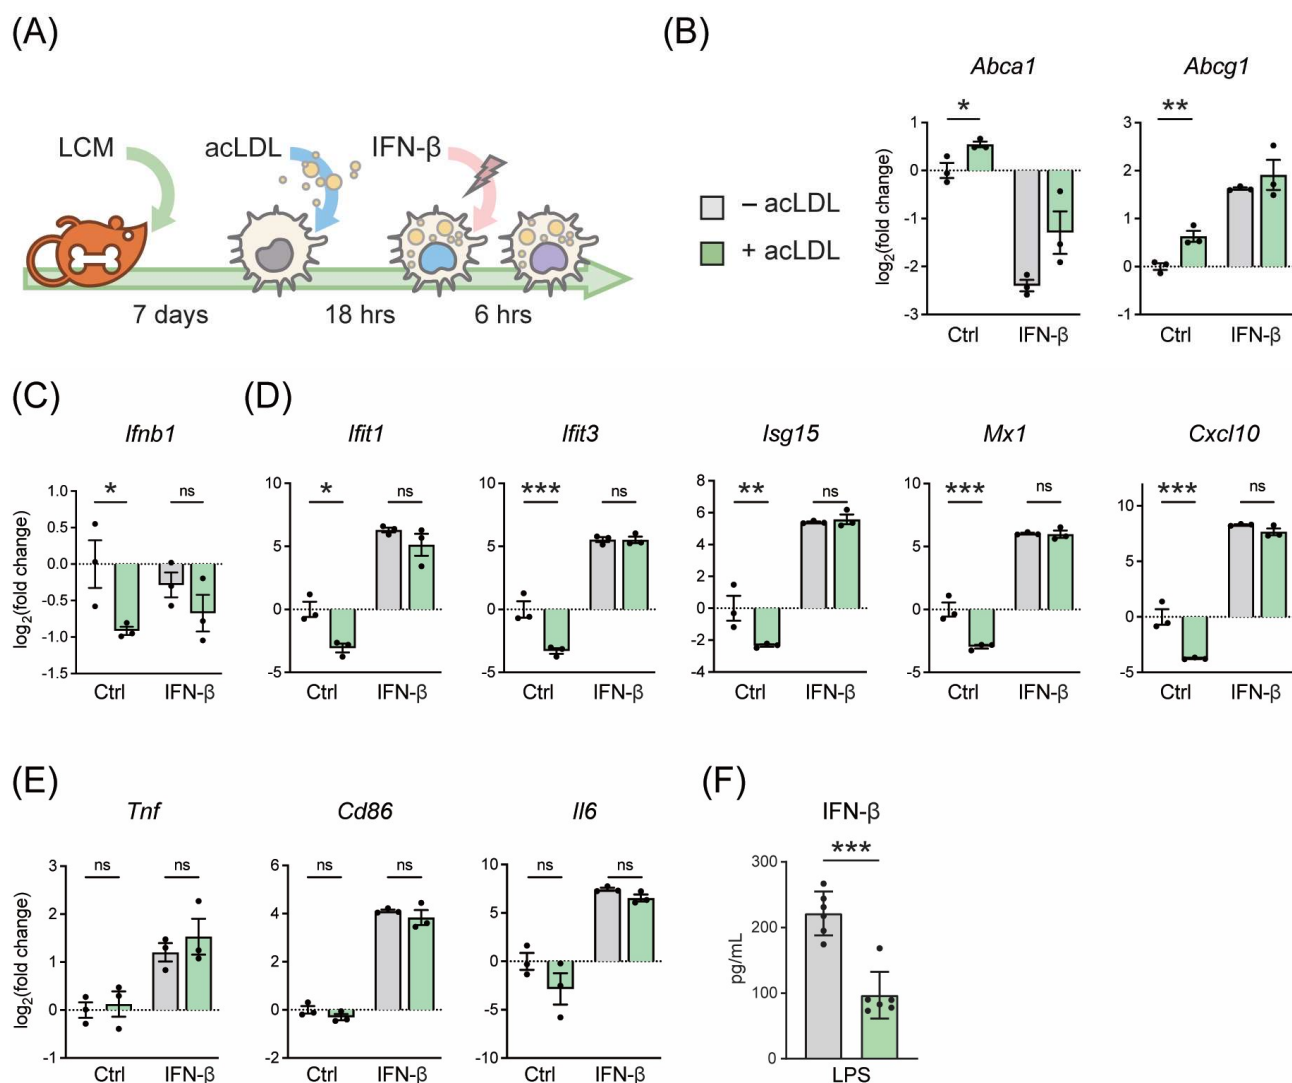 (A)
LCM
acLDL
IFN-β
7 days
18 hrs
6 hrs
(B)
– acLDL
+ acLDL
Abca1
*
log2(fold change)
1
0
-1
-2
-3
Ctrl
IFN-β
Abcg1
**
3
2
1
0
-1
Ctrl
IFN-β
(C)
Ifnb1
*
ns
log2(fold change)
1.0
0.5
0.0
-0.5
-1.0
-1.5
Ctrl
IFN-β
(D)
Ifit1
*
ns
10
5
0
-5
Ctrl
IFN-β
Ifit3
***
ns
10
5
0
-5
Ctrl
IFN-β
Isg15
**
ns
8
6
4
2
0
-2
-4
Ctrl
IFN-β
Mx1
***
ns
10
5
0
-5
Ctrl
IFN-β
Cxcl10
***
ns
10
5
0
-5
Ctrl
IFN-β
(E)
Tnf
ns
ns
log2(fold change)
3
2
1
0
-1
Ctrl
IFN-β
Cd86
ns
ns
6
4
2
0
-2
Ctrl
IFN-β
Il6
ns
ns
10
5
0
-5
-10
Ctrl
IFN-β
(F)
IFN-β
***
pg/mL
300
200
100
0
LPS